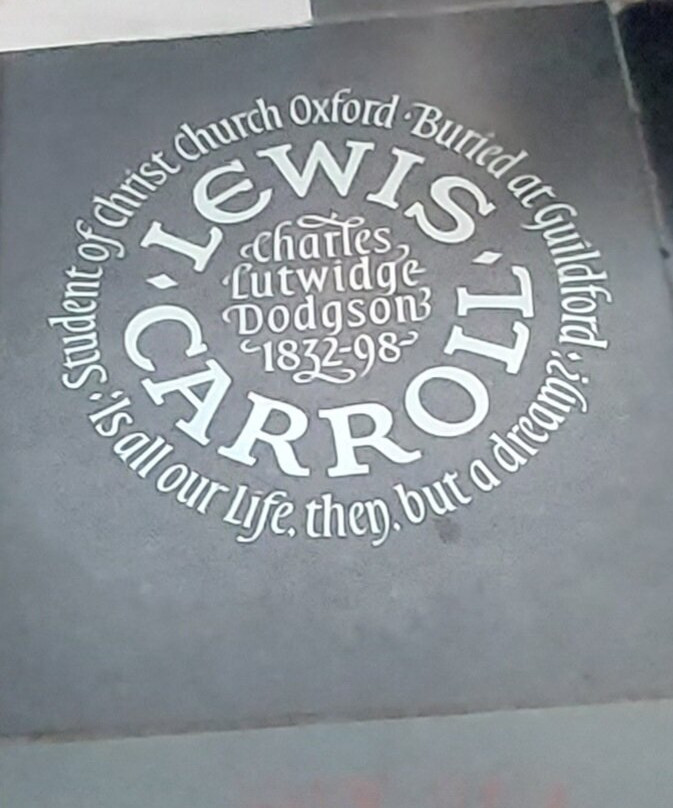 Student of Christ Church Oxford · Buried at Guildford ·
'Is all our Life, then, but a dream?'
· LEWIS ·
CARROLL
Charles
Lutwidge
Dodgson
1832-98